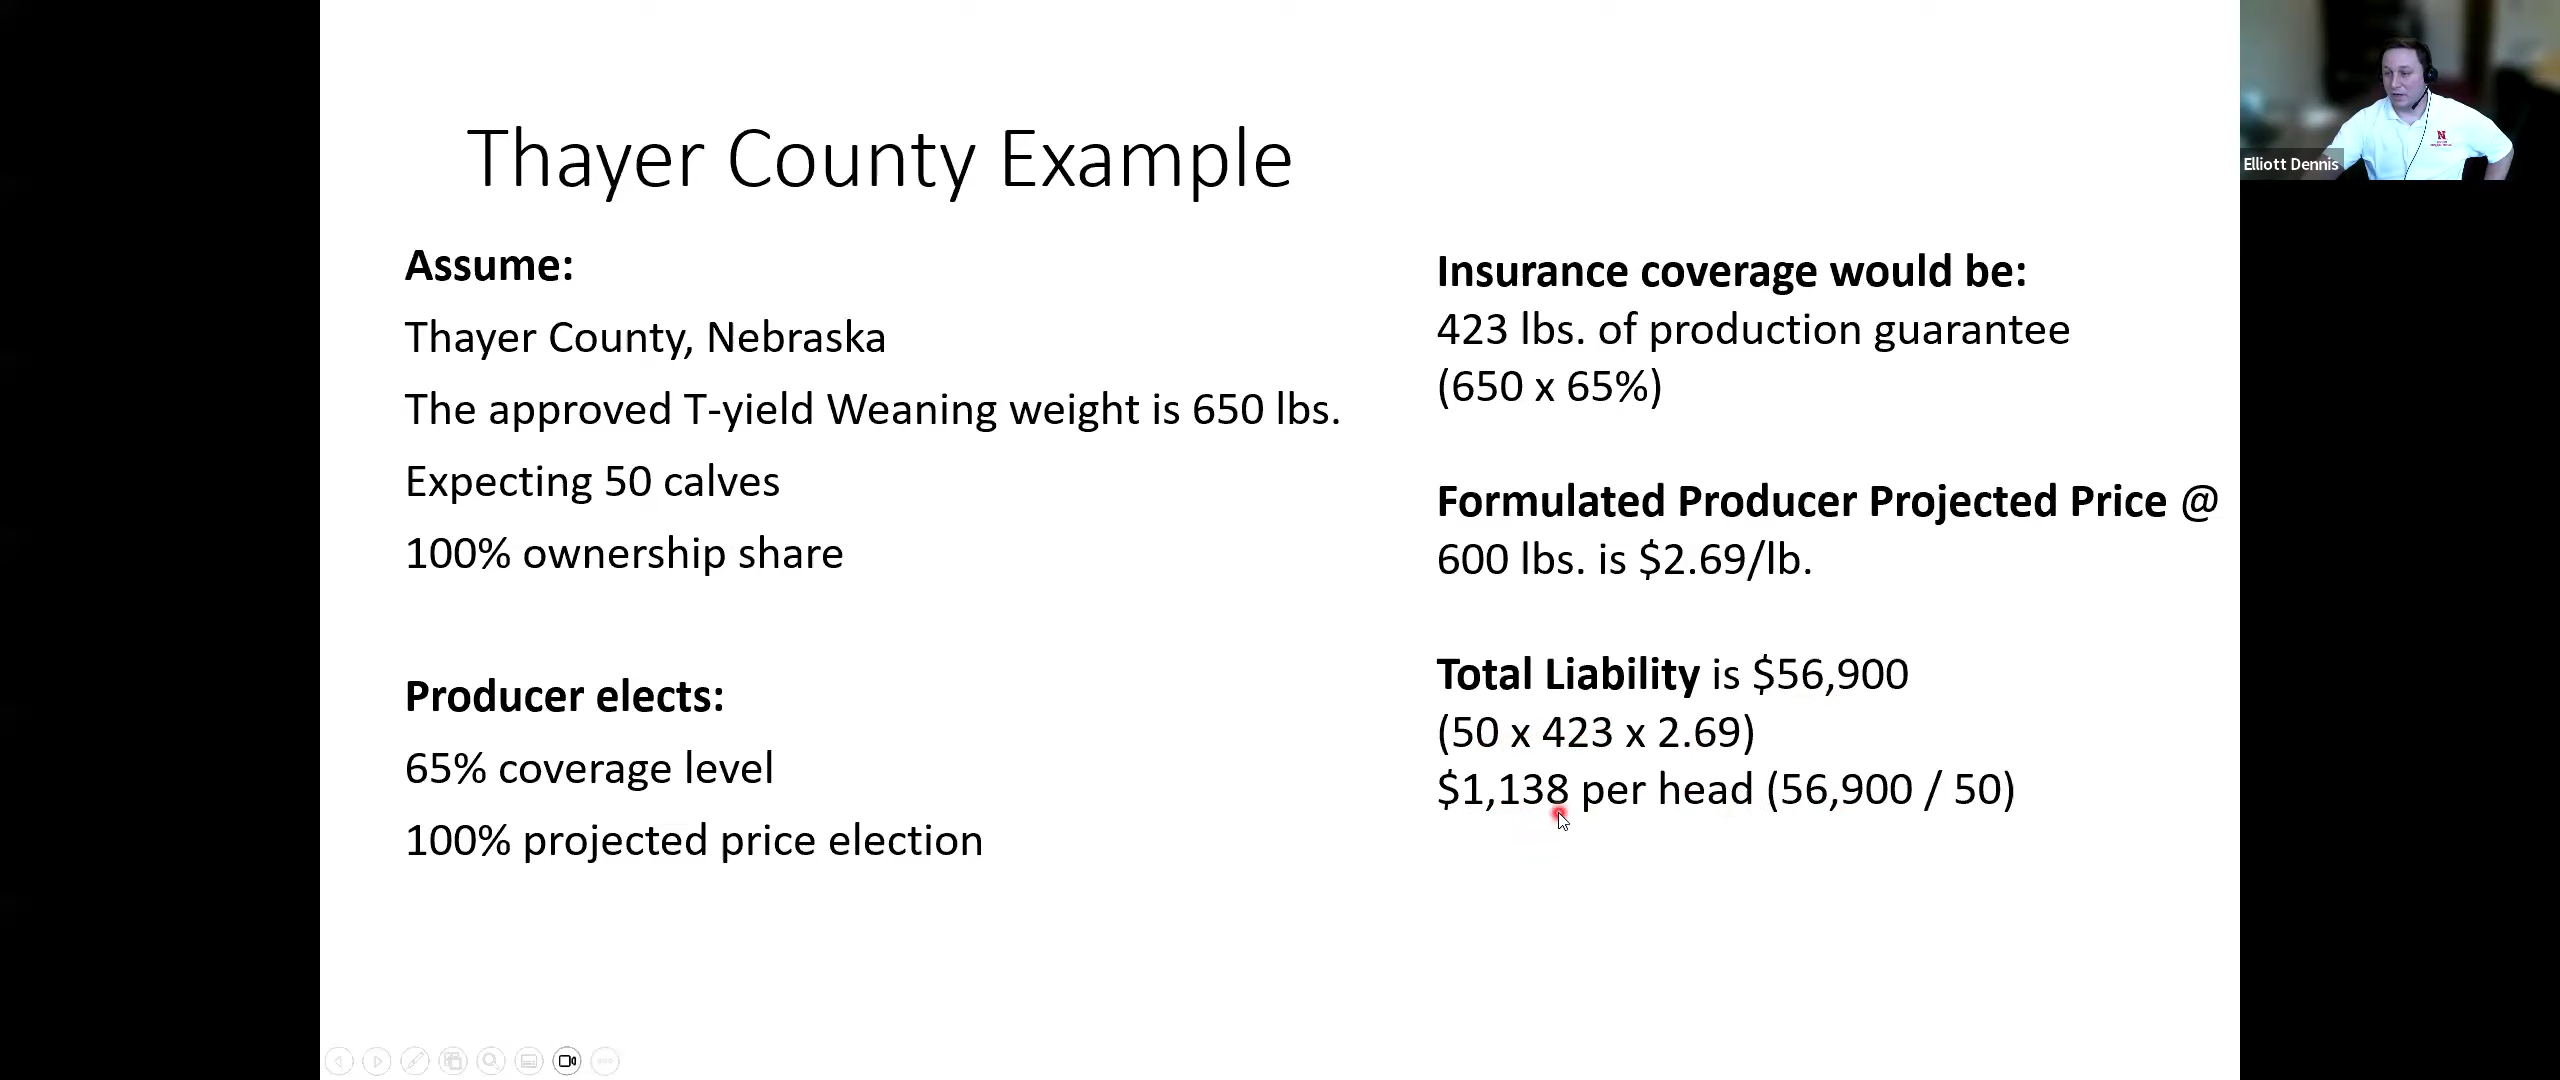 Thayer County Example
Assume:
Thayer County, Nebraska
The approved T-yield Weaning weight is 650 lbs.
Expecting 50 calves
100% ownership share
Producer elects:
65% coverage level
100% projected price election
Insurance coverage would be:
423 lbs. of production guarantee
(650 x 65%)
Formulated Producer Projected Price @
600 lbs. is $2.69/lb.
Total Liability is $56,900
(50 x 423 x 2.69)
$1,138 per head (56,900 / 50)
Elliott Dennis
N